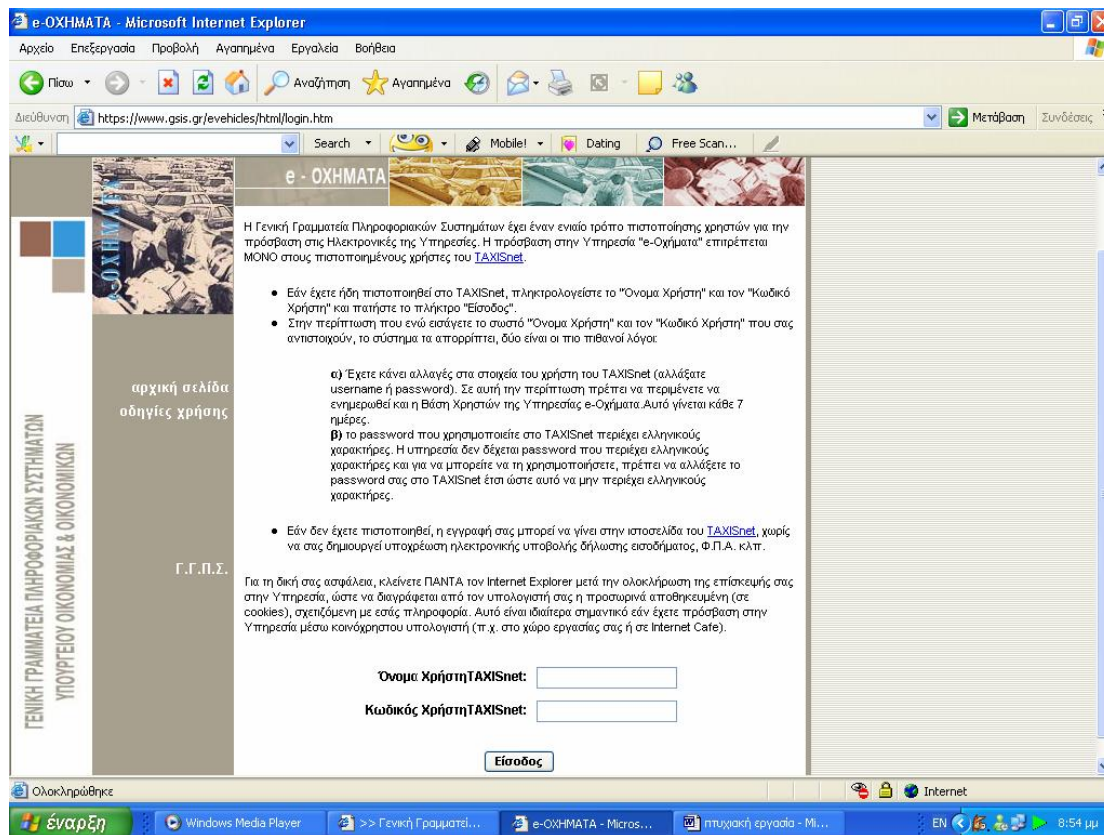 e-ΟΧΗΜΑΤΑ - Microsoft Internet Explorer
Αρχείο Επεξεργασία Προβολή Αγαπημένα Εργαλεία Βοήθεια
Πίσω Αναζήτηση Αγαπημένα
Διεύθυνση https://www.gsis.gr/evehicles/html/login.htm Μετάβαση Συνδέσεις
Search Mobile! Dating Free Scan...
e - ΟΧΗΜΑΤΑ
e-ΟΧΗΜΑΤΑ
Η Γενική Γραμματεία Πληροφοριακών Συστημάτων έχει έναν ενιαίο τρόπο πιστοποίησης χρηστών για την
πρόσβαση στις Ηλεκτρονικές της Υπηρεσίες. Η πρόσβαση στην Υπηρεσία "e-Οχήματα" επιτρέπεται
ΜΟΝΟ στους πιστοποιημένους χρήστες του TAXISnet.
• Εάν έχετε ήδη πιστοποιηθεί στο TAXISnet, πληκτρολογείστε το "Όνομα Χρήστη" και τον "Κωδικό
Χρήστη" και πατήστε το πλήκτρο "Είσοδος".
• Στην περίπτωση που ενώ εισάγετε το σωστό "Όνομα Χρήστη" και τον "Κωδικό Χρήστη" που σας
αντιστοιχούν, το σύστημα τα απορρίπτει, δύο είναι οι πιο πιθανοί λόγοι:
α) Έχετε κάνει αλλαγές στα στοιχεία του χρήστη του TAXISnet (αλλάξατε
username ή password). Σε αυτή την περίπτωση πρέπει να περιμένετε να
ενημερωθεί και η Βάση Χρηστών της Υπηρεσίας e-Οχήματα.Αυτό γίνεται κάθε 7
ημέρες.
β) το password που χρησιμοποιείτε στο TAXISnet περιέχει ελληνικούς
χαρακτήρες. Η υπηρεσία δεν δέχεται password που περιέχει ελληνικούς
χαρακτήρες και για να μπορείτε να τη χρησιμοποιήσετε, πρέπει να αλλάξετε το
password σας στο TAXISnet έτσι ώστε αυτό να μην περιέχει ελληνικούς
χαρακτήρες.
• Εάν δεν έχετε πιστοποιηθεί, η εγγραφή σας μπορεί να γίνει στην ιστοσελίδα του TAXISnet, χωρίς
να σας δημιουργεί υποχρέωση ηλεκτρονικής υποβολής δήλωσης εισοδήματος, Φ.Π.Α. κλπ.
Για τη δική σας ασφάλεια, κλείνετε ΠΑΝΤΑ τον Internet Explorer μετά την ολοκλήρωση της επίσκεψής σας
στην Υπηρεσία, ώστε να διαγράφεται από τον υπολογιστή σας η προσωρινά αποθηκευμένη (σε
cookies), σχετιζόμενη με εσάς πληροφορία. Αυτό είναι ιδιαίτερα σημαντικό εάν έχετε πρόσβαση στην
Υπηρεσία μέσω κοινόχρηστου υπολογιστή (π.χ. στο χώρο εργασίας σας ή σε Internet Cafe).
Όνομα ΧρήστηTAXISnet:
Κωδικός ΧρήστηTAXISnet:
Είσοδος
αρχική σελίδα
οδηγίες χρήσης
Γ.Γ.Π.Σ.
ΓΕΝΙΚΗ ΓΡΑΜΜΑΤΕΙΑ ΠΛΗΡΟΦΟΡΙΑΚΩΝ ΣΥΣΤΗΜΑΤΩΝ
ΥΠΟΥΡΓΕΙΟΥ ΟΙΚΟΝΟΜΙΑΣ & ΟΙΚΟΝΟΜΙΚΩΝ
Ολοκληρώθηκε Internet
έναρξη Windows Media Player >> Γενική Γραμματεί... e-ΟΧΗΜΑΤΑ - Micros... πτυχιακή εργασία - Mi... EN 8:54 μμ